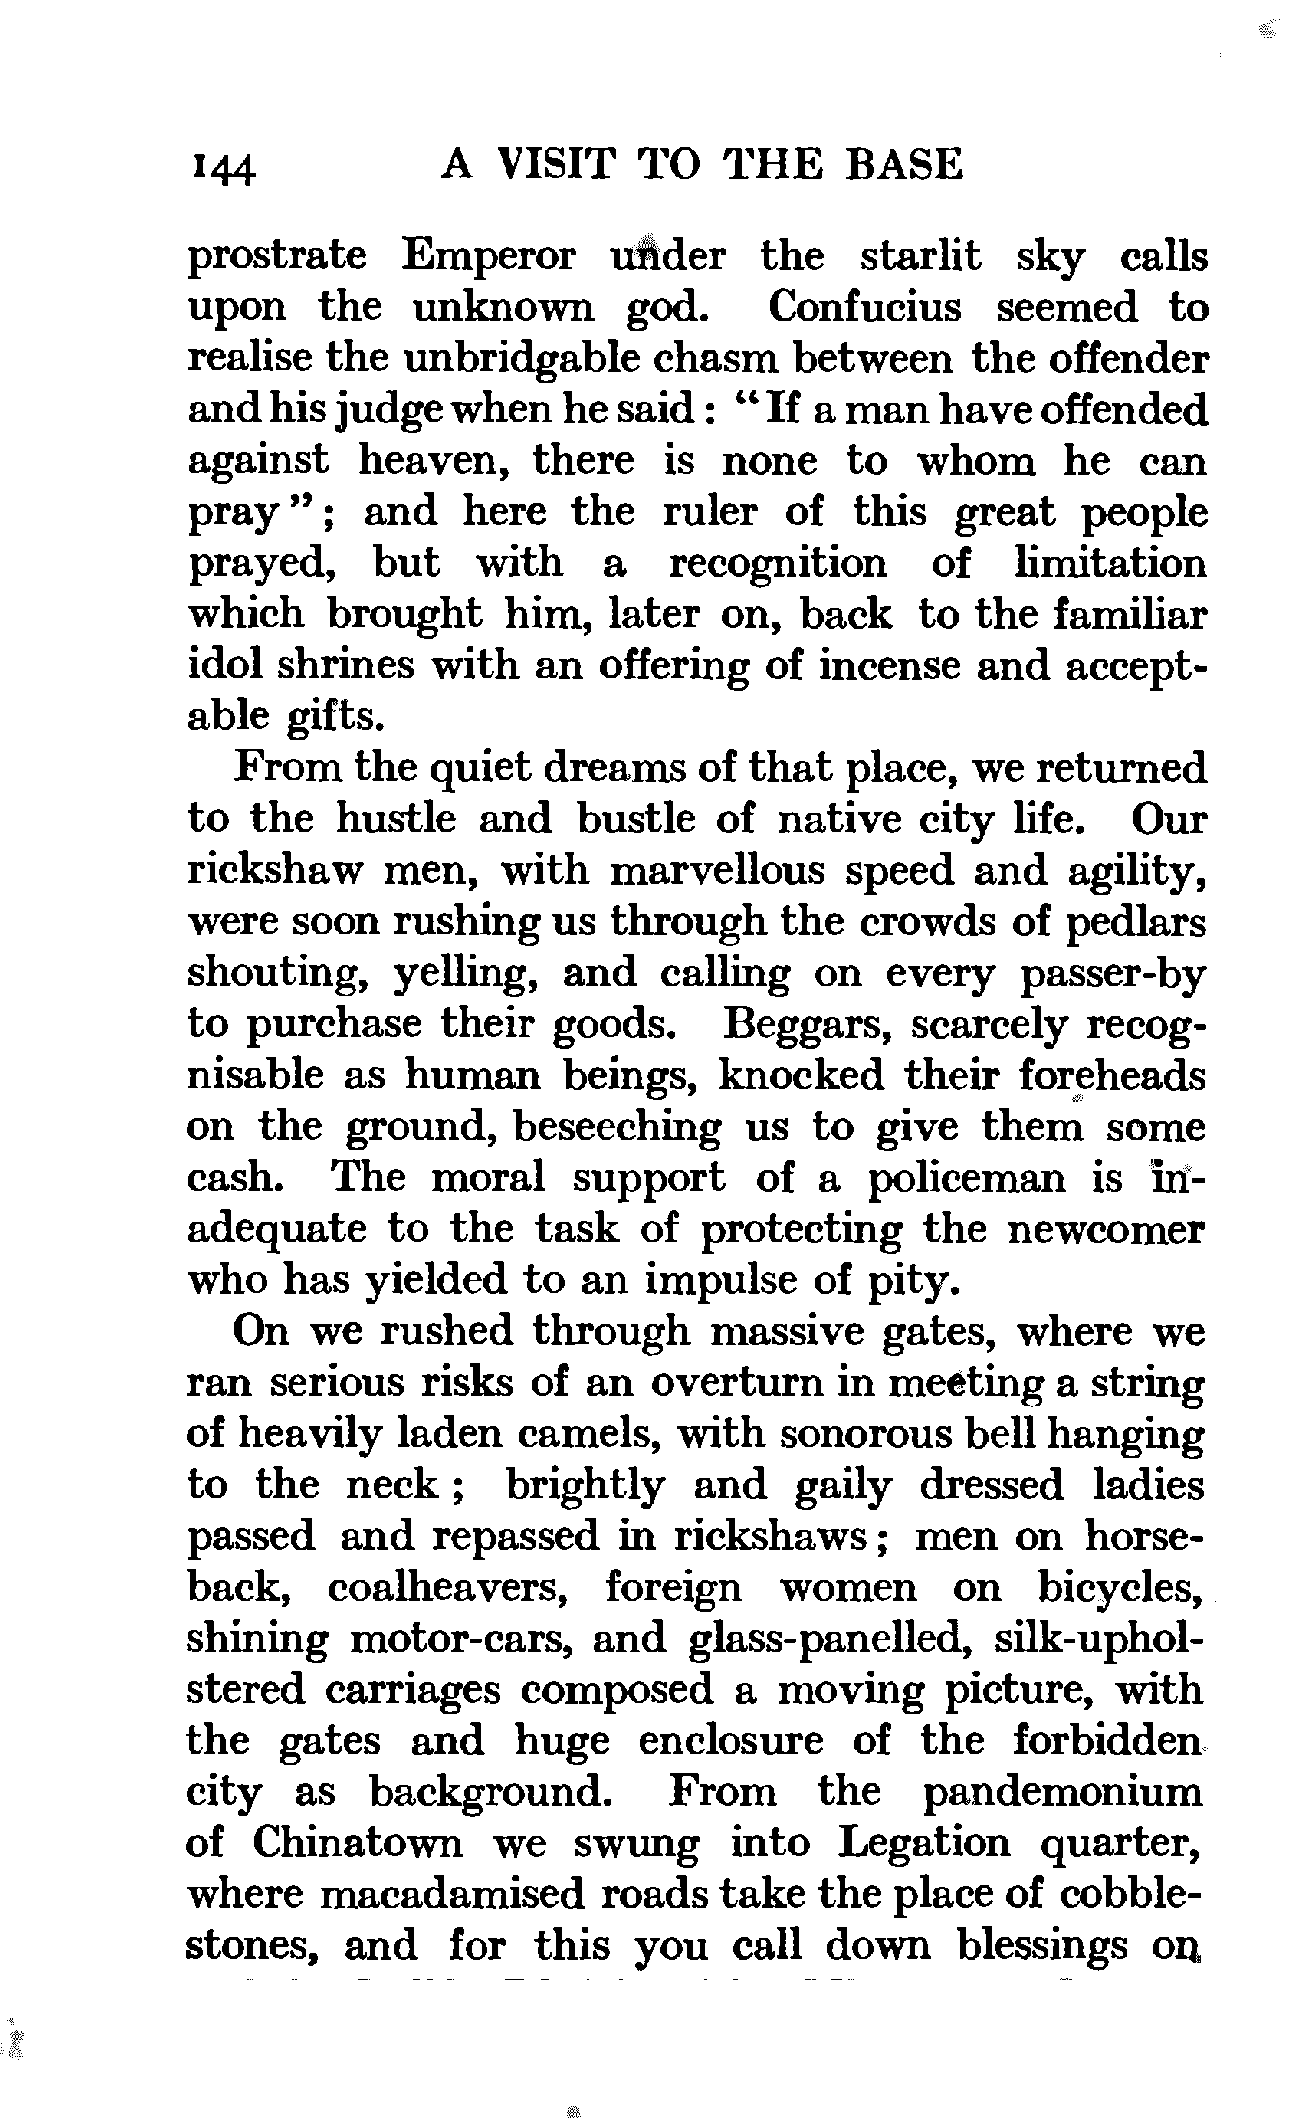 144 A VISIT TO THE BASE
prostrate Emperor under the starlit sky calls
upon the unknown god. Confucius seemed to
realise the unbridgable chasm between the offender
and his judge when he said : “ If a man have offended
against heaven, there is none to whom he can
pray ” ; and here the ruler of this great people
prayed, but with a recognition of limitation
which brought him, later on, back to the familiar
idol shrines with an offering of incense and accept-
able gifts.
From the quiet dreams of that place, we returned
to the hustle and bustle of native city life. Our
rickshaw men, with marvellous speed and agility,
were soon rushing us through the crowds of pedlars
shouting, yelling, and calling on every passer-by
to purchase their goods. Beggars, scarcely recog-
nisable as human beings, knocked their foreheads
on the ground, beseeching us to give them some
cash. The moral support of a policeman is in-
adequate to the task of protecting the newcomer
who has yielded to an impulse of pity.
On we rushed through massive gates, where we
ran serious risks of an overturn in meeting a string
of heavily laden camels, with sonorous bell hanging
to the neck ; brightly and gaily dressed ladies
passed and repassed in rickshaws ; men on horse-
back, coalheavers, foreign women on bicycles,
shining motor-cars, and glass-panelled, silk-uphol-
stered carriages composed a moving picture, with
the gates and huge enclosure of the forbidden
city as background. From the pandemonium
of Chinatown we swung into Legation quarter,
where macadamised roads take the place of cobble-
stones, and for this you call down blessings on